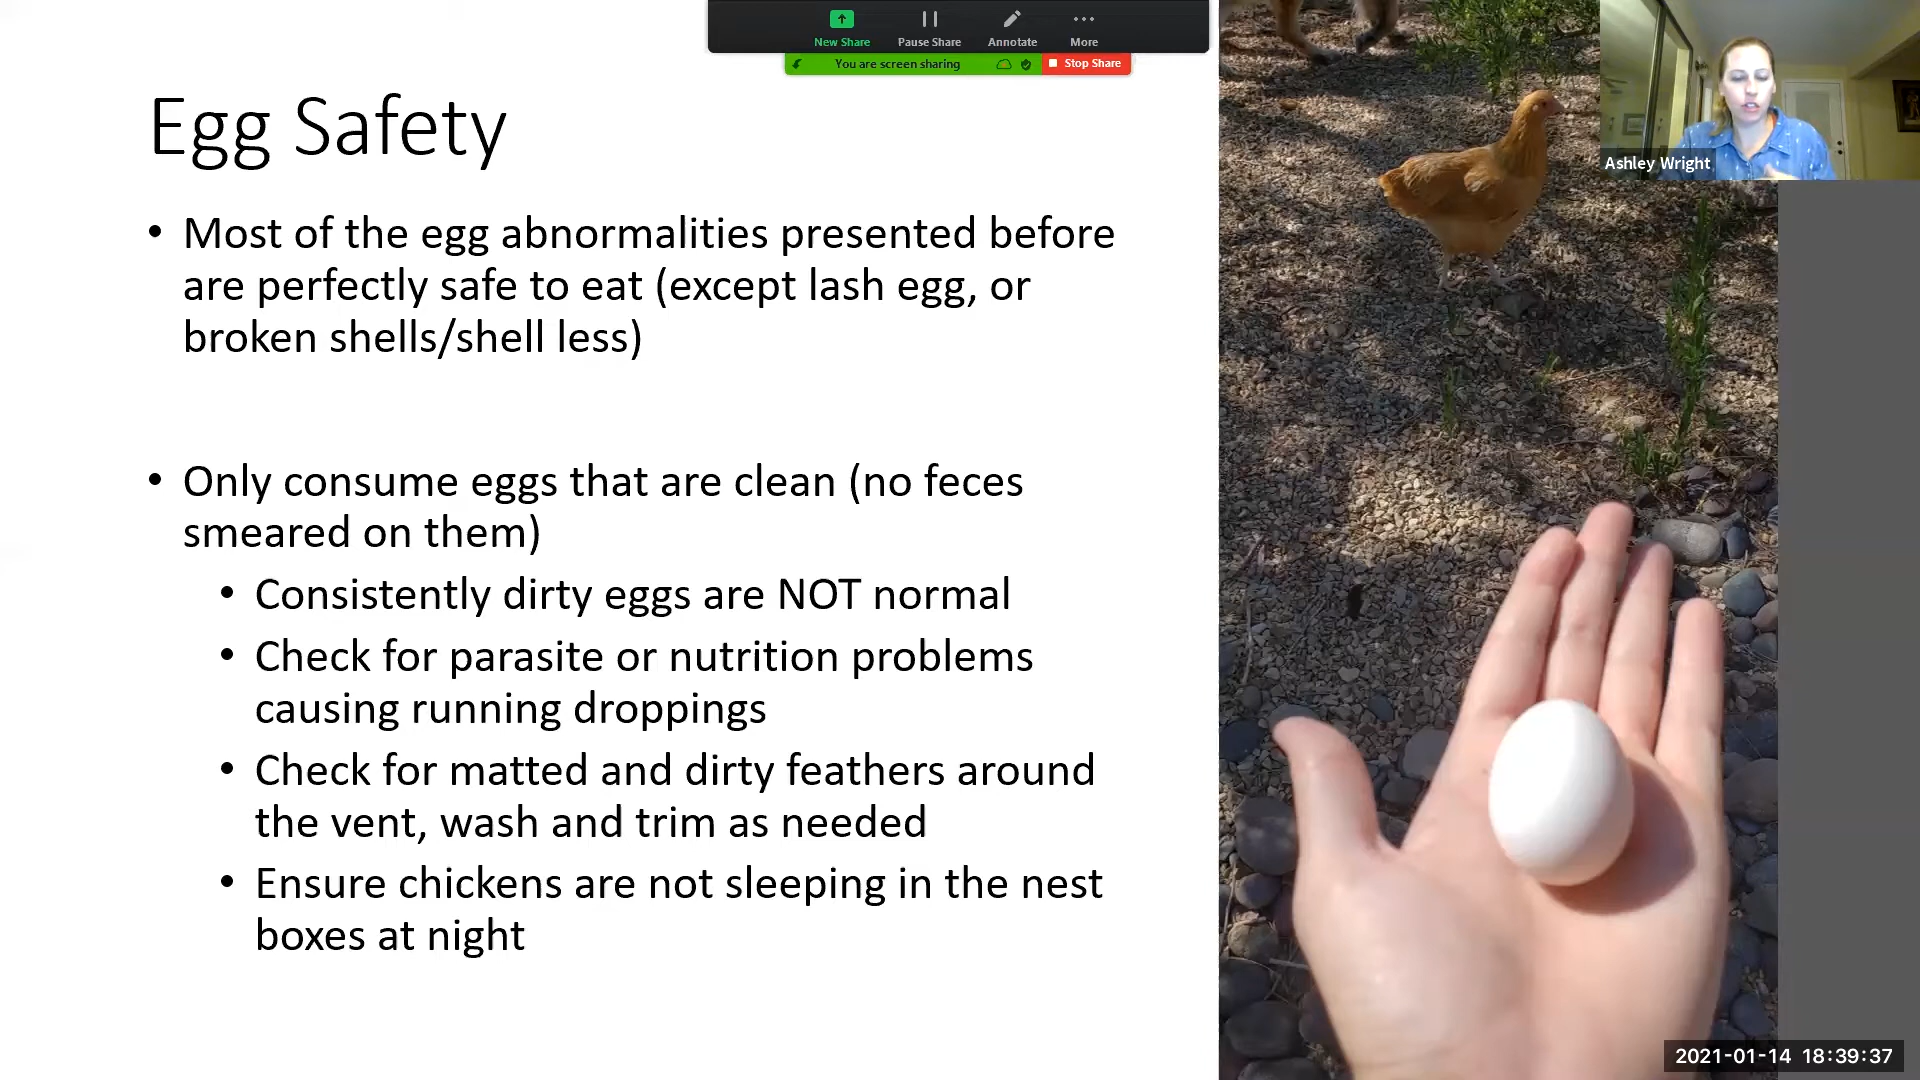 New Share
Pause Share
Annotate
More
You are screen sharing
Stop Share
Ashley Wright
Egg Safety
• Most of the egg abnormalities presented before
are perfectly safe to eat (except lash egg, or
broken shells/shell less)
• Only consume eggs that are clean (no feces
smeared on them)
• Consistently dirty eggs are NOT normal
• Check for parasite or nutrition problems
causing running droppings
• Check for matted and dirty feathers around
the vent, wash and trim as needed
• Ensure chickens are not sleeping in the nest
boxes at night
2021-01-14 18:39:37